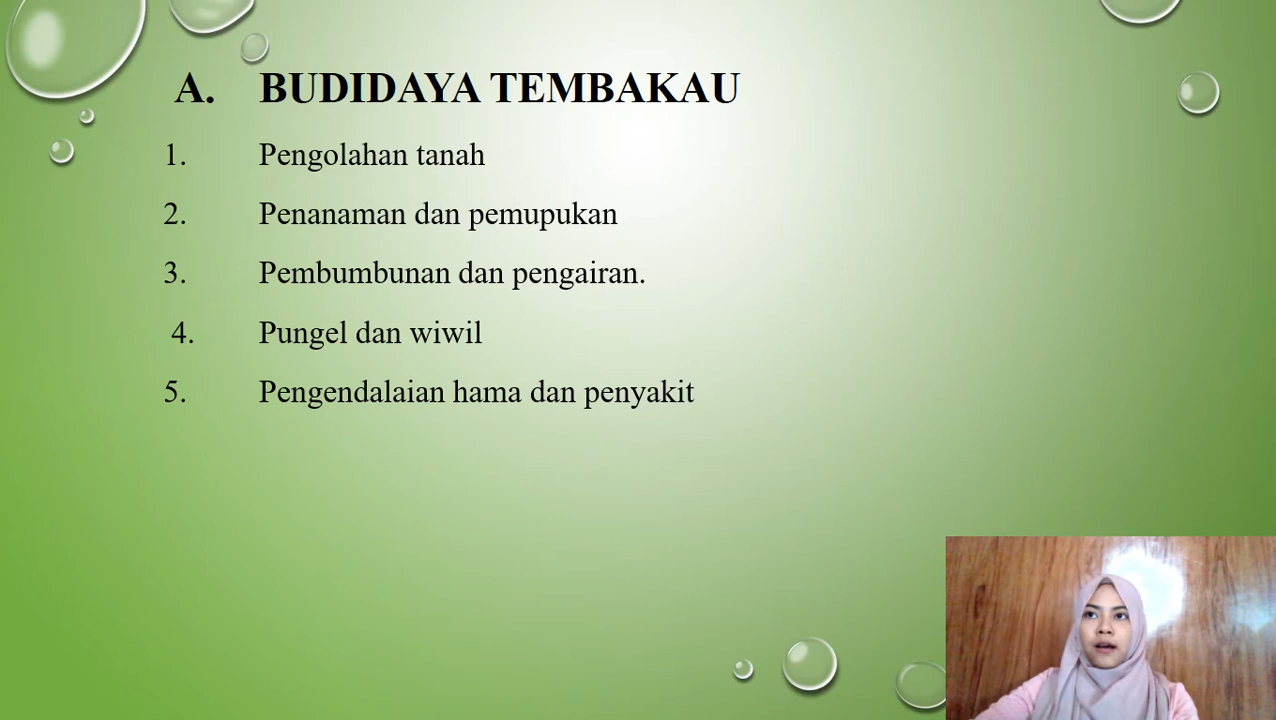 A. BUDIDAYA TEMBAKAU
1. Pengolahan tanah
2. Penanaman dan pemupukan
3. Pembumbunan dan pengairan.
4. Pungel dan wiwil
5. Pengendalaian hama dan penyakit